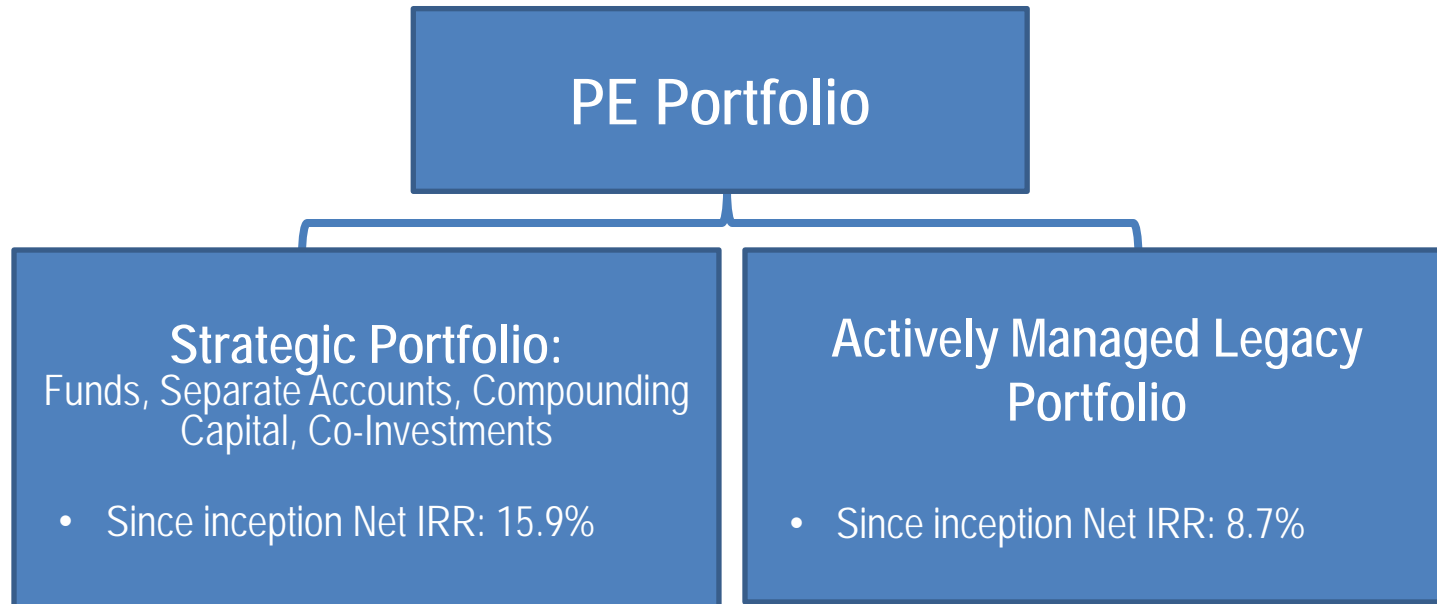 PE Portfolio
Strategic Portfolio:
Funds, Separate Accounts, Compounding
Capital, Co-Investments
• Since inception Net IRR: 15.9%
Actively Managed Legacy
Portfolio
• Since inception Net IRR: 8.7%